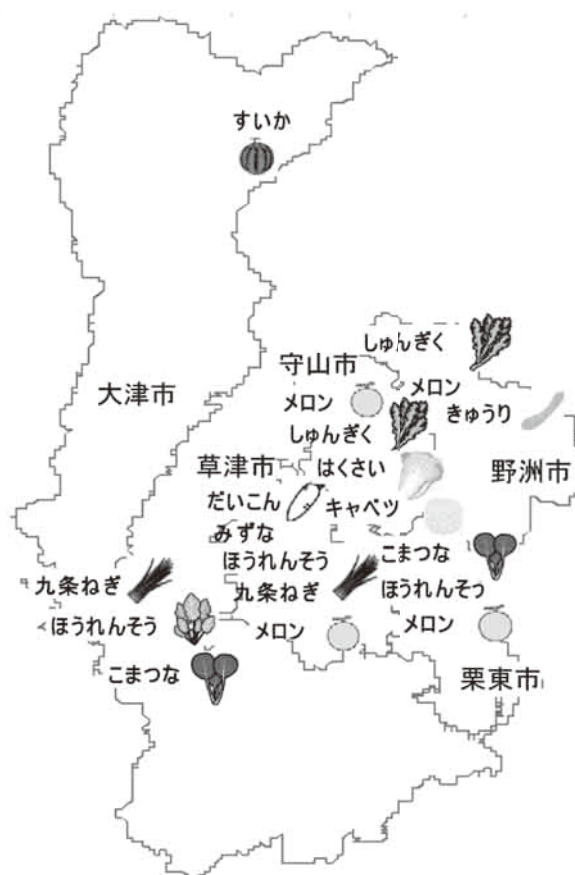 すいか
しゅんぎく
守山市
大津市
メロン
メロン
きゅうり
しゅんぎく
草津市
はくさい
野洲市
だいこん
キャベツ
みずな
ほうれんそう
こまつな
九条ねぎ
九条ねぎ
ほうれんそう
ほうれんそう
メロン
メロン
こまつな
栗東市